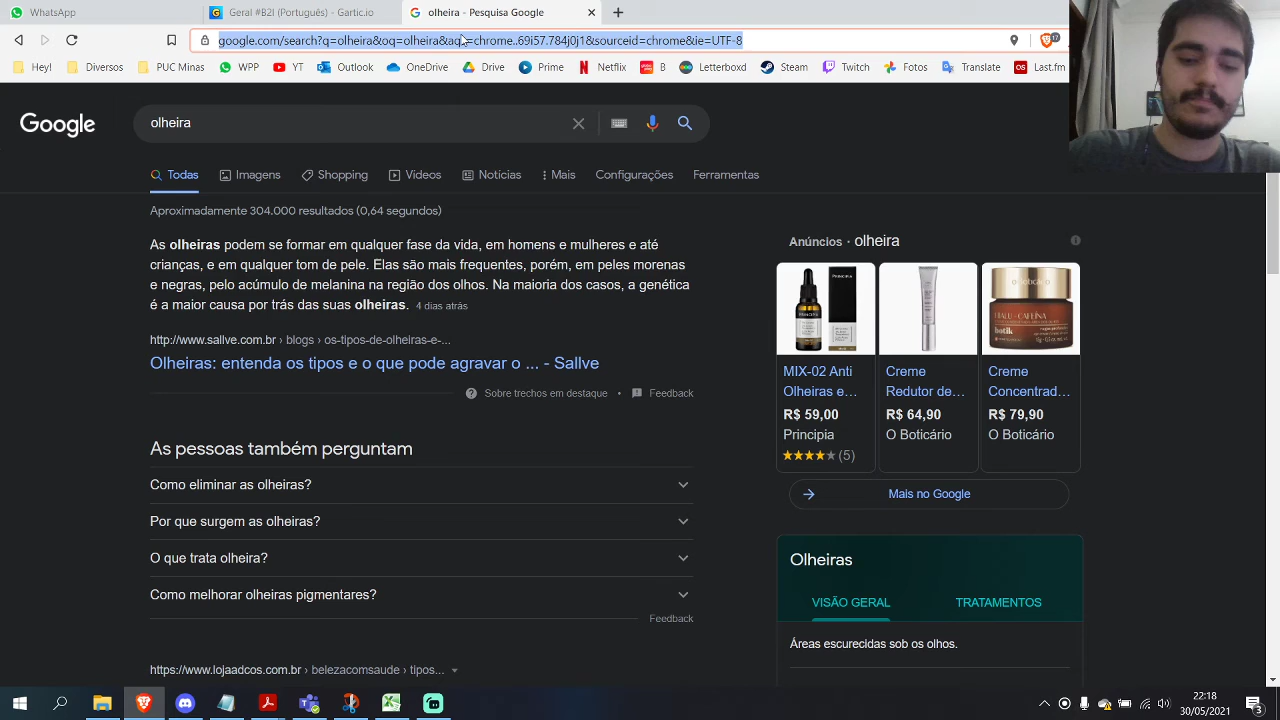 WhatsApp
Geral #B2I (Português) - Gartic.io
olheira - Pesquisa Google
google.com/search?q=olheira&oq=olheira&aqs=chrome..69i57.784j0j1&sourceid=chrome&ie=UTF-8
17
Hey!
Diversos
PUC Minas
WPP
YT
Outlook
OneDrive
Drive
Prime
Netflix
B
Letterboxd
Steam
Twitch
Fotos
Translate
Last.fm
Google
olheira
Todas
Imagens
Shopping
Vídeos
Notícias
Mais
Configurações
Ferramentas
Aproximadamente 304.000 resultados (0,64 segundos)
As olheiras podem se formar em qualquer fase da vida, em homens e mulheres e até
crianças, e em qualquer tom de pele. Elas são mais frequentes, porém, em peles morenas
e negras, pelo acúmulo de melanina na região dos olhos. Na maioria dos casos, a genética
é a maior causa por trás das suas olheiras. 4 dias atrás
http://www.sallve.com.br › blogs › os-tipos-de-olheiras-e-...
Olheiras: entenda os tipos e o que pode agravar o ... - Sallve
Sobre trechos em destaque
•
Feedback
As pessoas também perguntam
Como eliminar as olheiras?
Por que surgem as olheiras?
O que trata olheira?
Como melhorar olheiras pigmentares?
Feedback
https://www.lojaadcos.com.br › belezacomsaude › tipos...
Anúncios · olheira
MIX-02 Anti
Olheiras e…
R$ 59,00
Principia
(5)
Creme
Redutor de…
R$ 64,90
O Boticário
Creme
Concentrad…
R$ 79,90
O Boticário
Mais no Google
Olheiras
VISÃO GERAL
TRATAMENTOS
Áreas escurecidas sob os olhos.
22:18
30/05/2021
3